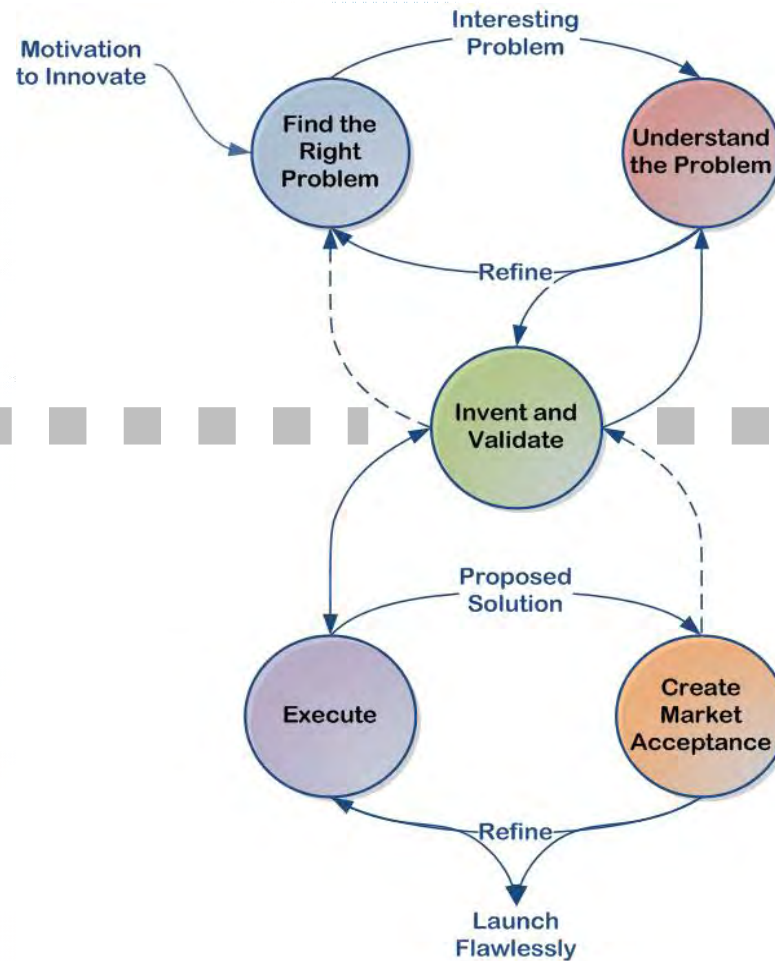 Interesting
Problem
Motivation
to Innovate
Find the
Right
Problem
Understand
the Problem
Refine
Invent and
Validate
Proposed
Solution
Execute
Create
Market
Acceptance
Refine
Launch
Flawlessly